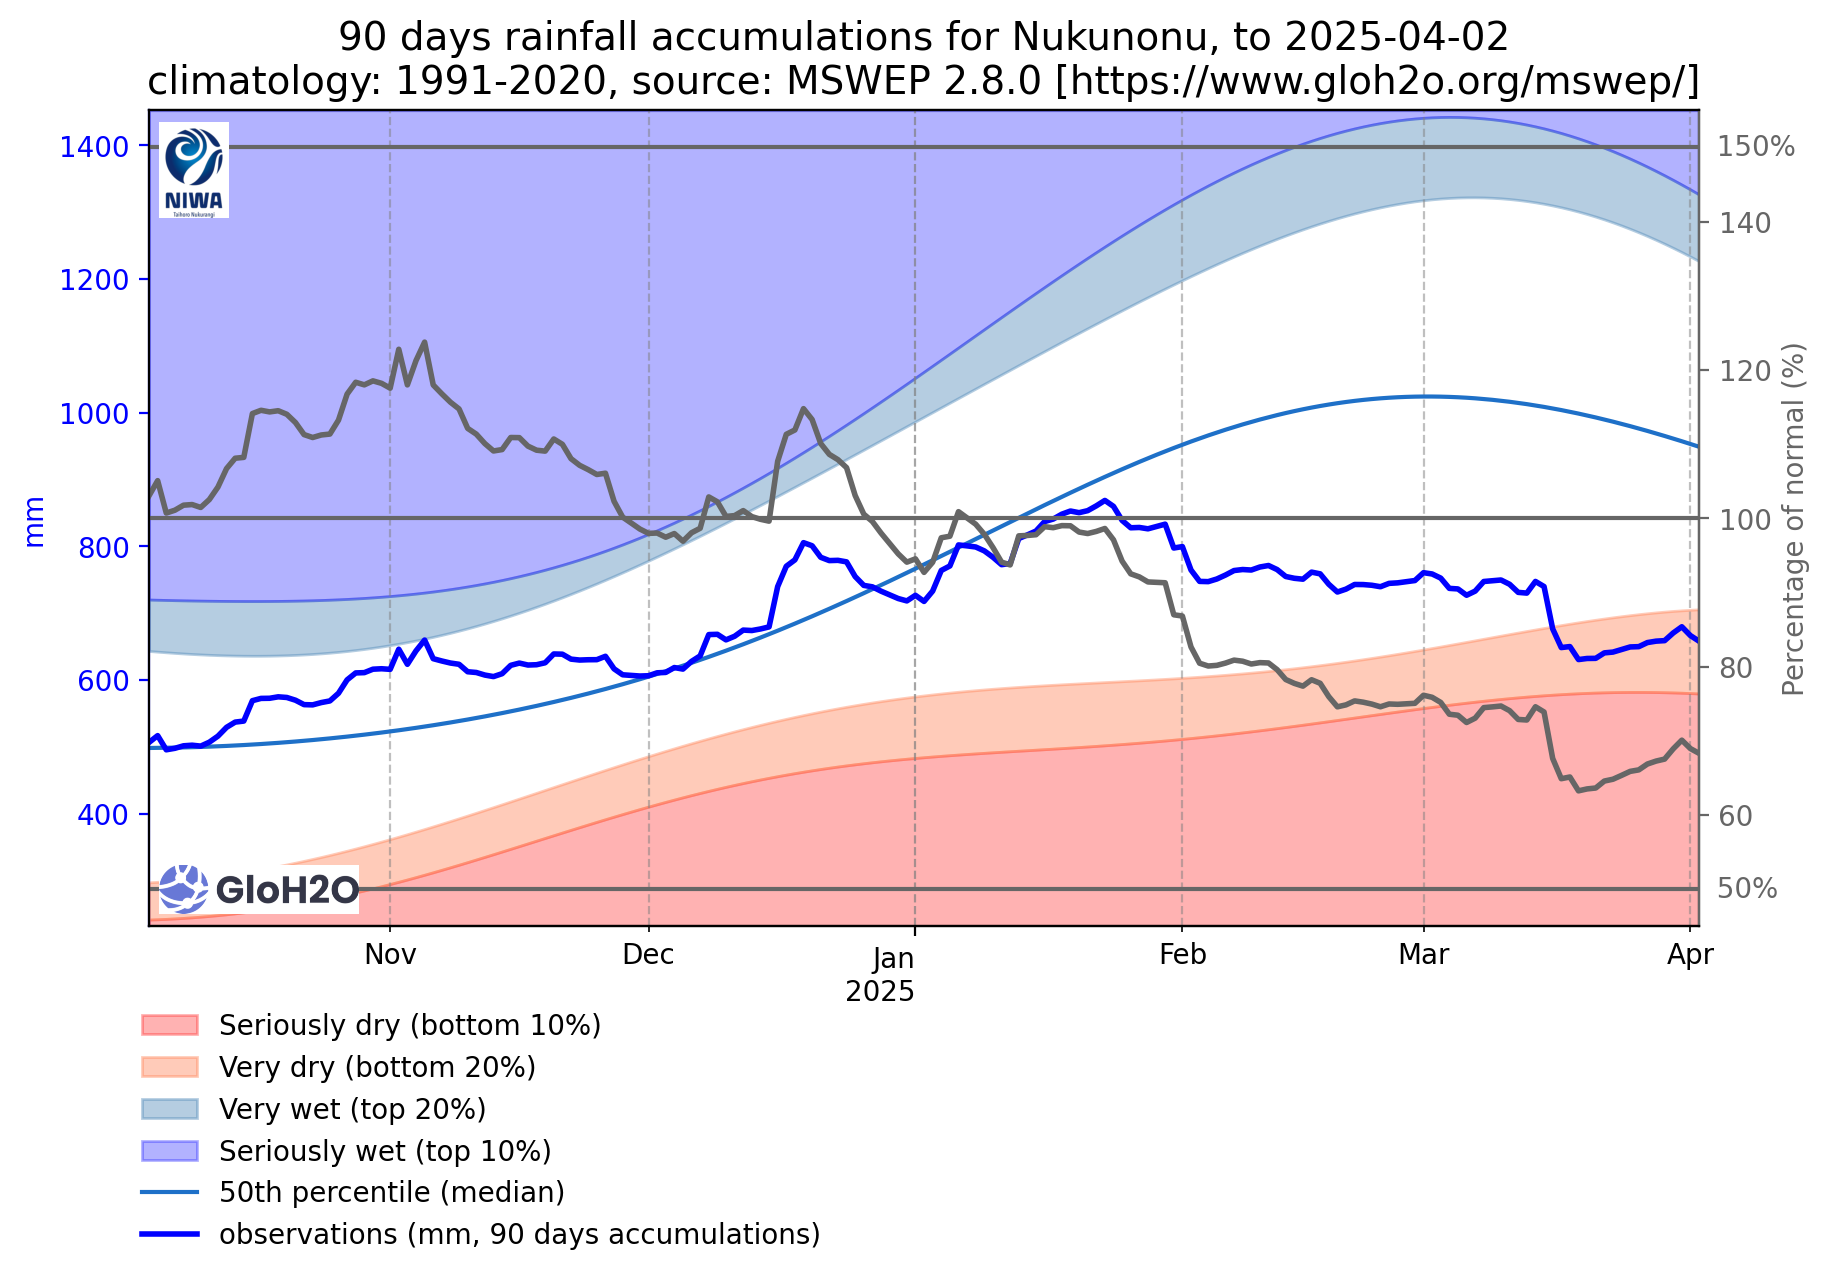 90 days rainfall accumulations for Nukunonu, to 2025-04-02
climatology: 1991-2020, source: MSWEP 2.8.0 [https://www.gloh2o.org/mswep/]
NIWA
Taihoro Nukurangi
1400
1200
1000
800
600
400
mm
150%
140
120
100
80
60
50%
Percentage of normal (%)
GloH2O
Nov
Dec
Jan
2025
Feb
Mar
Apr
Seriously dry (bottom 10%)
Very dry (bottom 20%)
Very wet (top 20%)
Seriously wet (top 10%)
50th percentile (median)
observations (mm, 90 days accumulations)